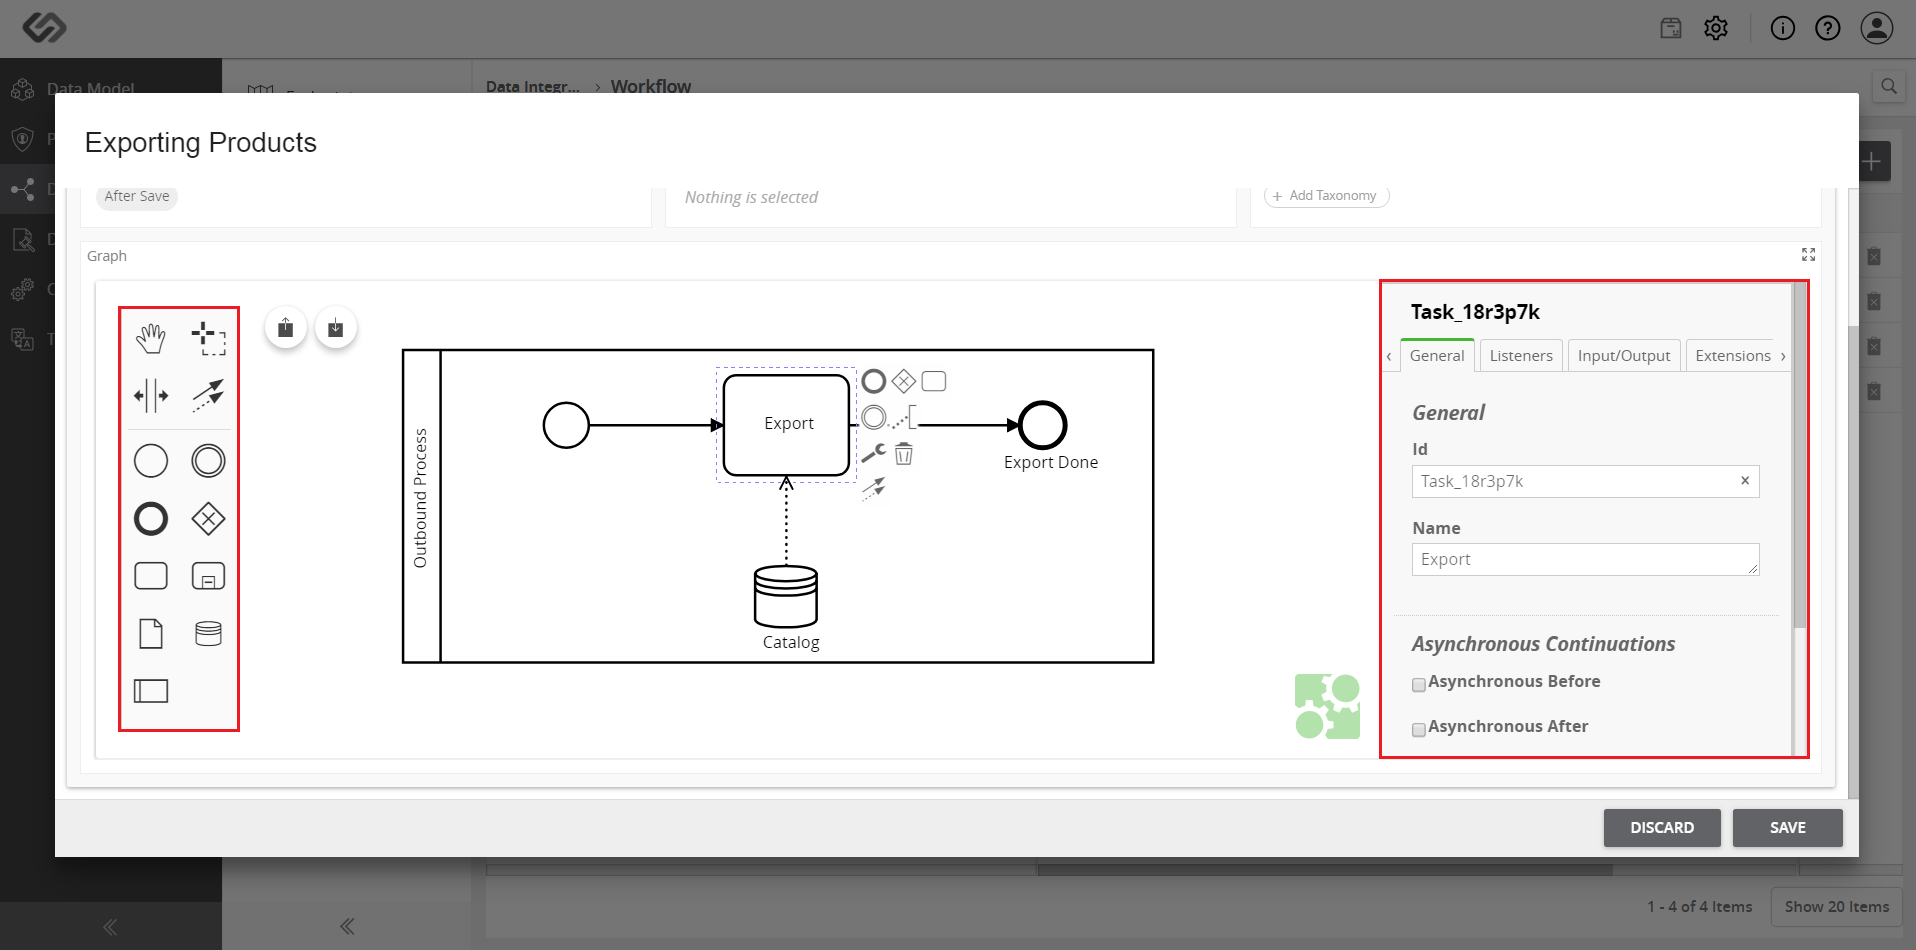 Data Model
Data Integr... › Workflow
Exporting Products
After Save
Nothing is selected
+ Add Taxonomy
Graph
Task_18r3p7k
General
Listeners
Input/Output
Extensions
General
Id
Task_18r3p7k
Name
Export
Asynchronous Continuations
Asynchronous Before
Asynchronous After
Outbound Process
Export
Export Done
Catalog
DISCARD
SAVE
1 - 4 of 4 Items
Show 20 Items